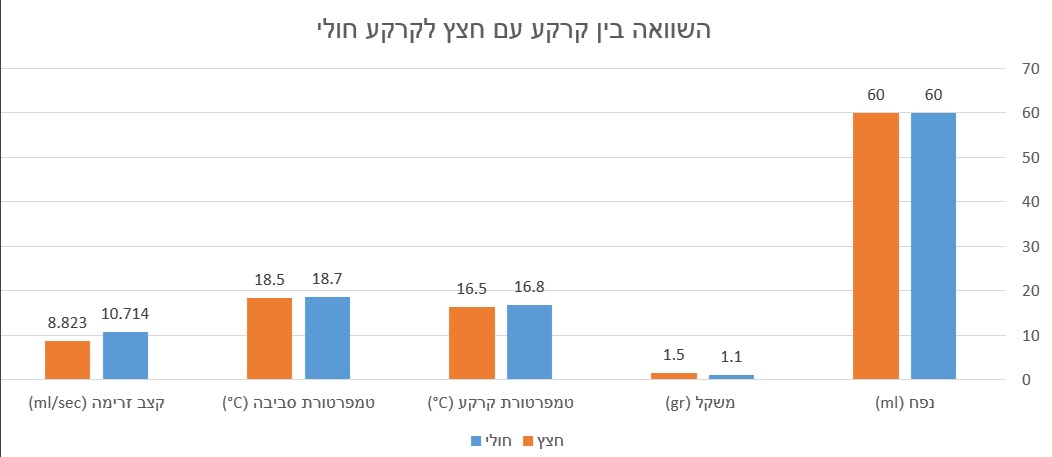 השוואה בין קרקע עם חצץ לקרקע חולי
70
60
50
40
30
20
10
0
60 60
1.1 1.5
16.8 16.5
18.7 18.5
10.714 8.823
נפח (ml)
משקל (gr)
טמפרטורת קרקע (°C)
טמפרטורת סביבה (°C)
קצב זרימה (ml/sec)
חצץ חולי